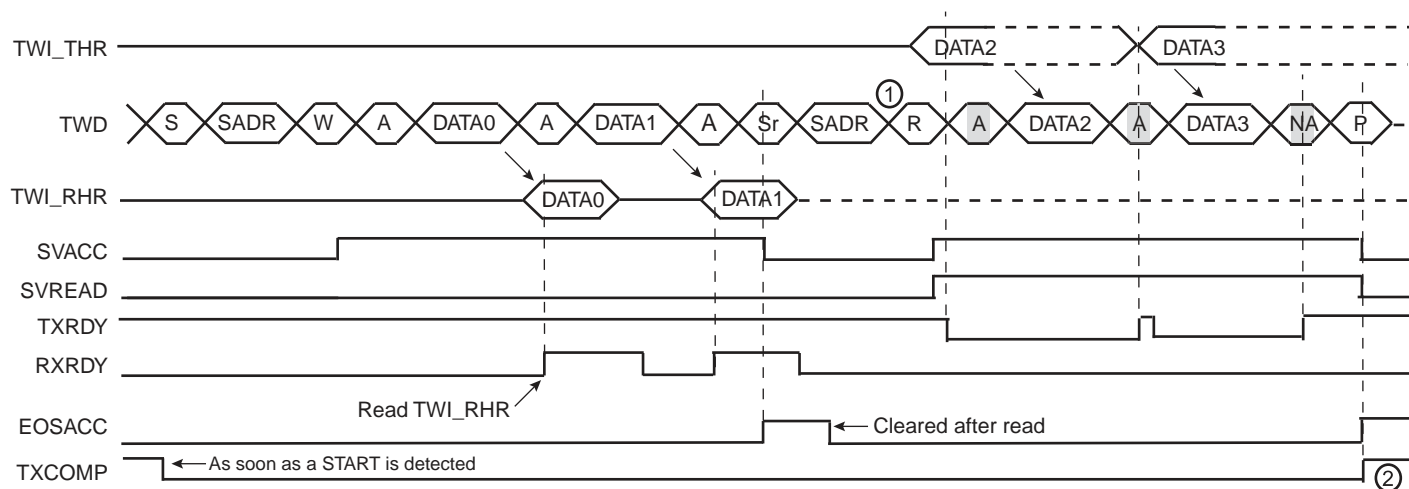 TWI_THR DATA2 DATA3
①
TWD S SADR W A DATA0 A DATA1 A Sr SADR R A DATA2 A DATA3 NA P
TWI_RHR DATA0 DATA1
SVACC
SVREAD
TXRDY
RXRDY
Read TWI_RHR
EOSACC Cleared after read
TXCOMP As soon as a START is detected ②